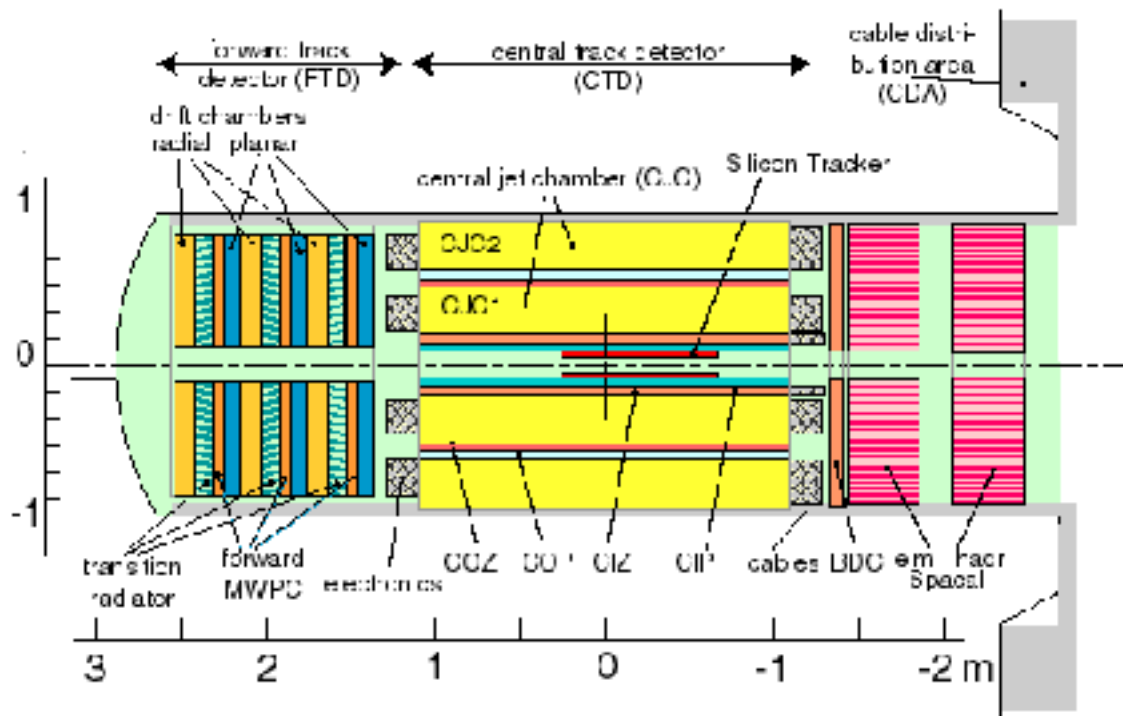 forward track
detector (FTD)
central track detector
(CTD)
cable distri-
bution area
(CDA)
drift chambers
radial planar
Silicon Tracker
central jet chamber (CJC)
1
CJC2
CJC1
0
-1
transition
radiator
forward
MWPC
electronics
COZ COP CIZ CIP
cables BDC em hadr
Spacal
3 2 1 0 -1 -2 m